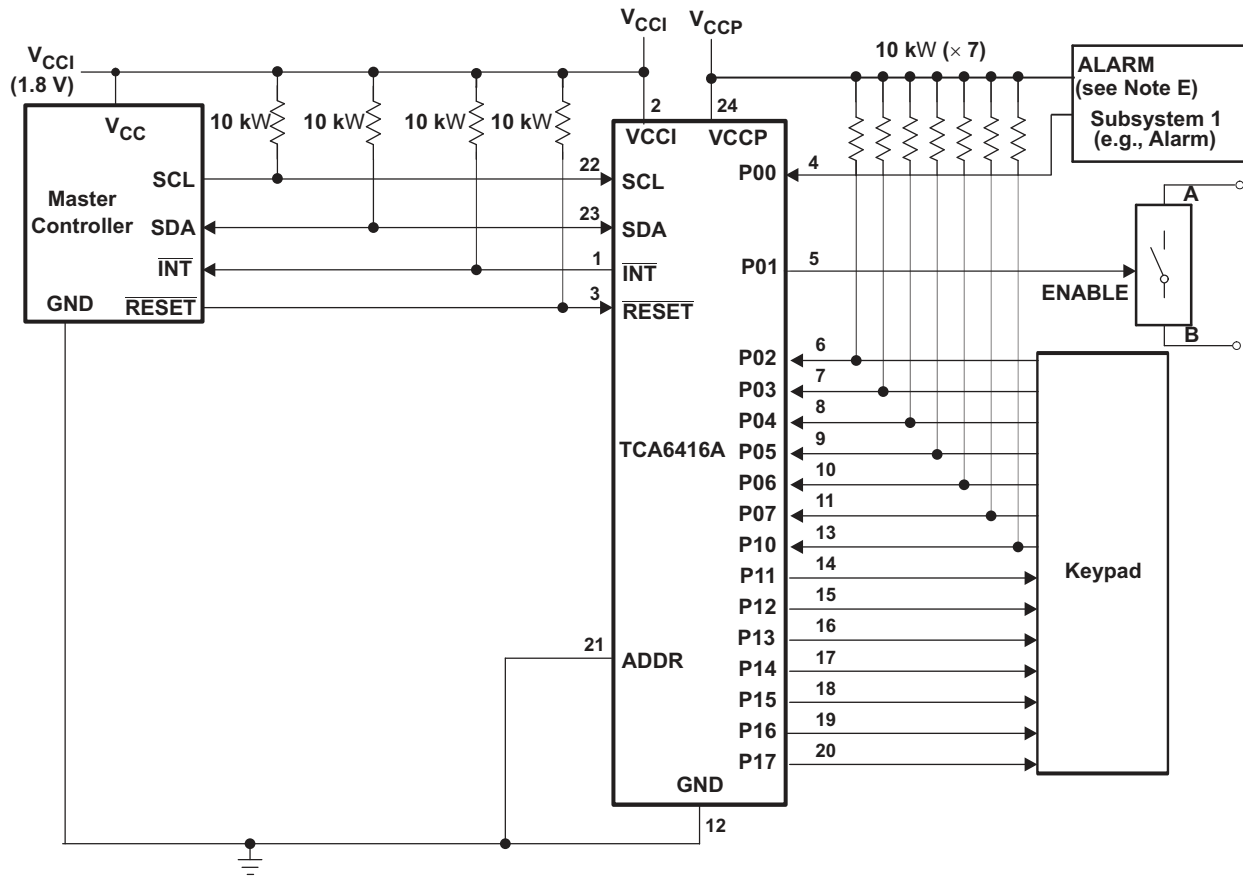 VCCI
VCCP
VCCI
(1.8 V)
10 kW (× 7)
ALARM
(see Note E)
Subsystem 1
(e.g., Alarm)
VCC
10 kW
10 kW
10 kW
10 kW
2
24
VCCI
VCCP
Master
Controller
SCL
22
SCL
P00
4
A
SDA
23
SDA
INT
1
INT
P01
5
ENABLE
GND
RESET
3
RESET
B
P02
6
P03
7
P04
8
P05
9
TCA6416A
P06
10
P07
11
P10
13
Keypad
P11
14
P12
15
P13
16
21
ADDR
P14
17
P15
18
P16
19
P17
20
GND
12